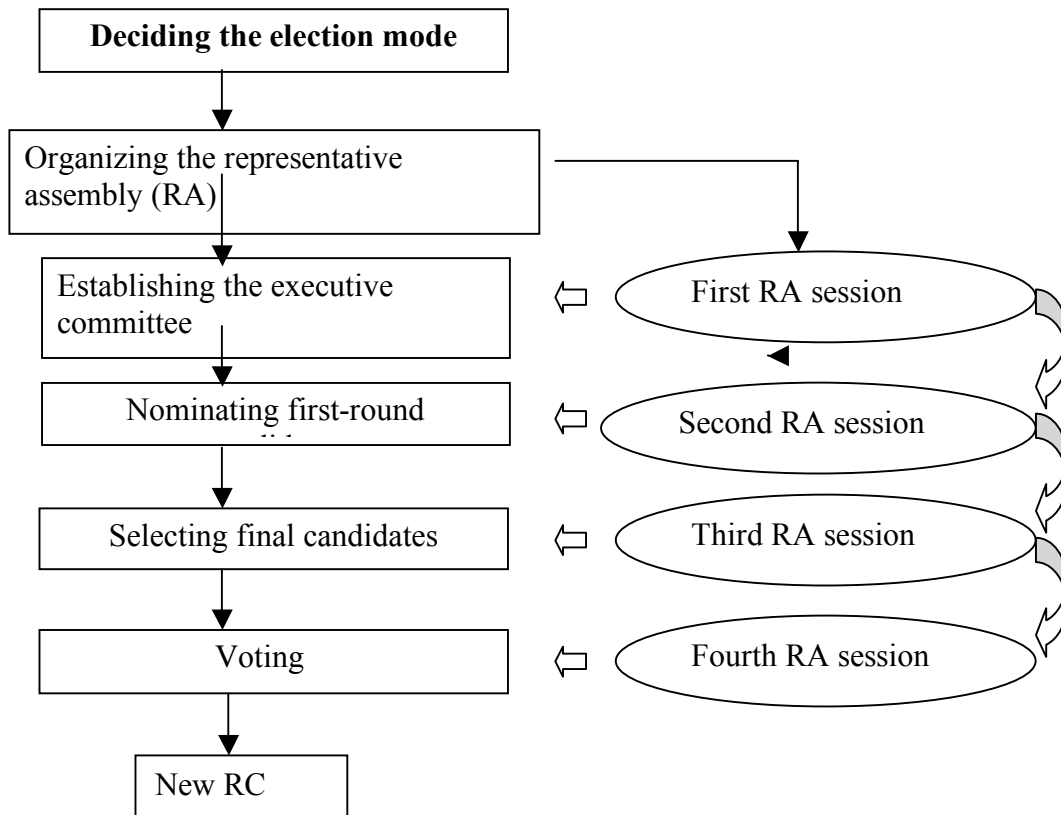 Deciding the election mode
Organizing the representative
assembly (RA)
Establishing the executive
committee
First RA session
Nominating first-round
Second RA session
Selecting final candidates
Third RA session
Voting
Fourth RA session
New RC